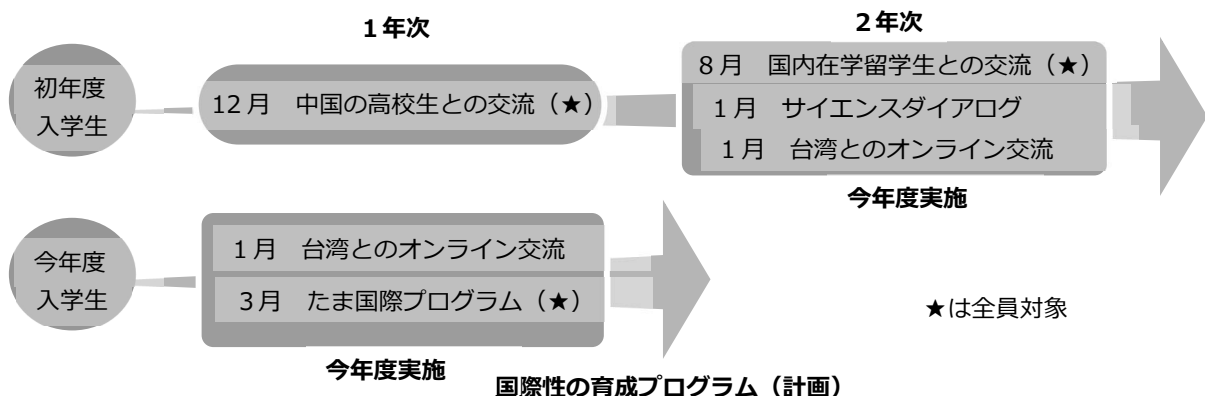 1年次
2年次
初年度
入学生
12月　中国の高校生との交流（★）
8月　国内在学留学生との交流（★）
1月　サイエンスダイアログ
1月　台湾とのオンライン交流
今年度実施
今年度
入学生
1月　台湾とのオンライン交流
3月　たま国際プログラム（★）
★は全員対象
今年度実施
国際性の育成プログラム（計画）